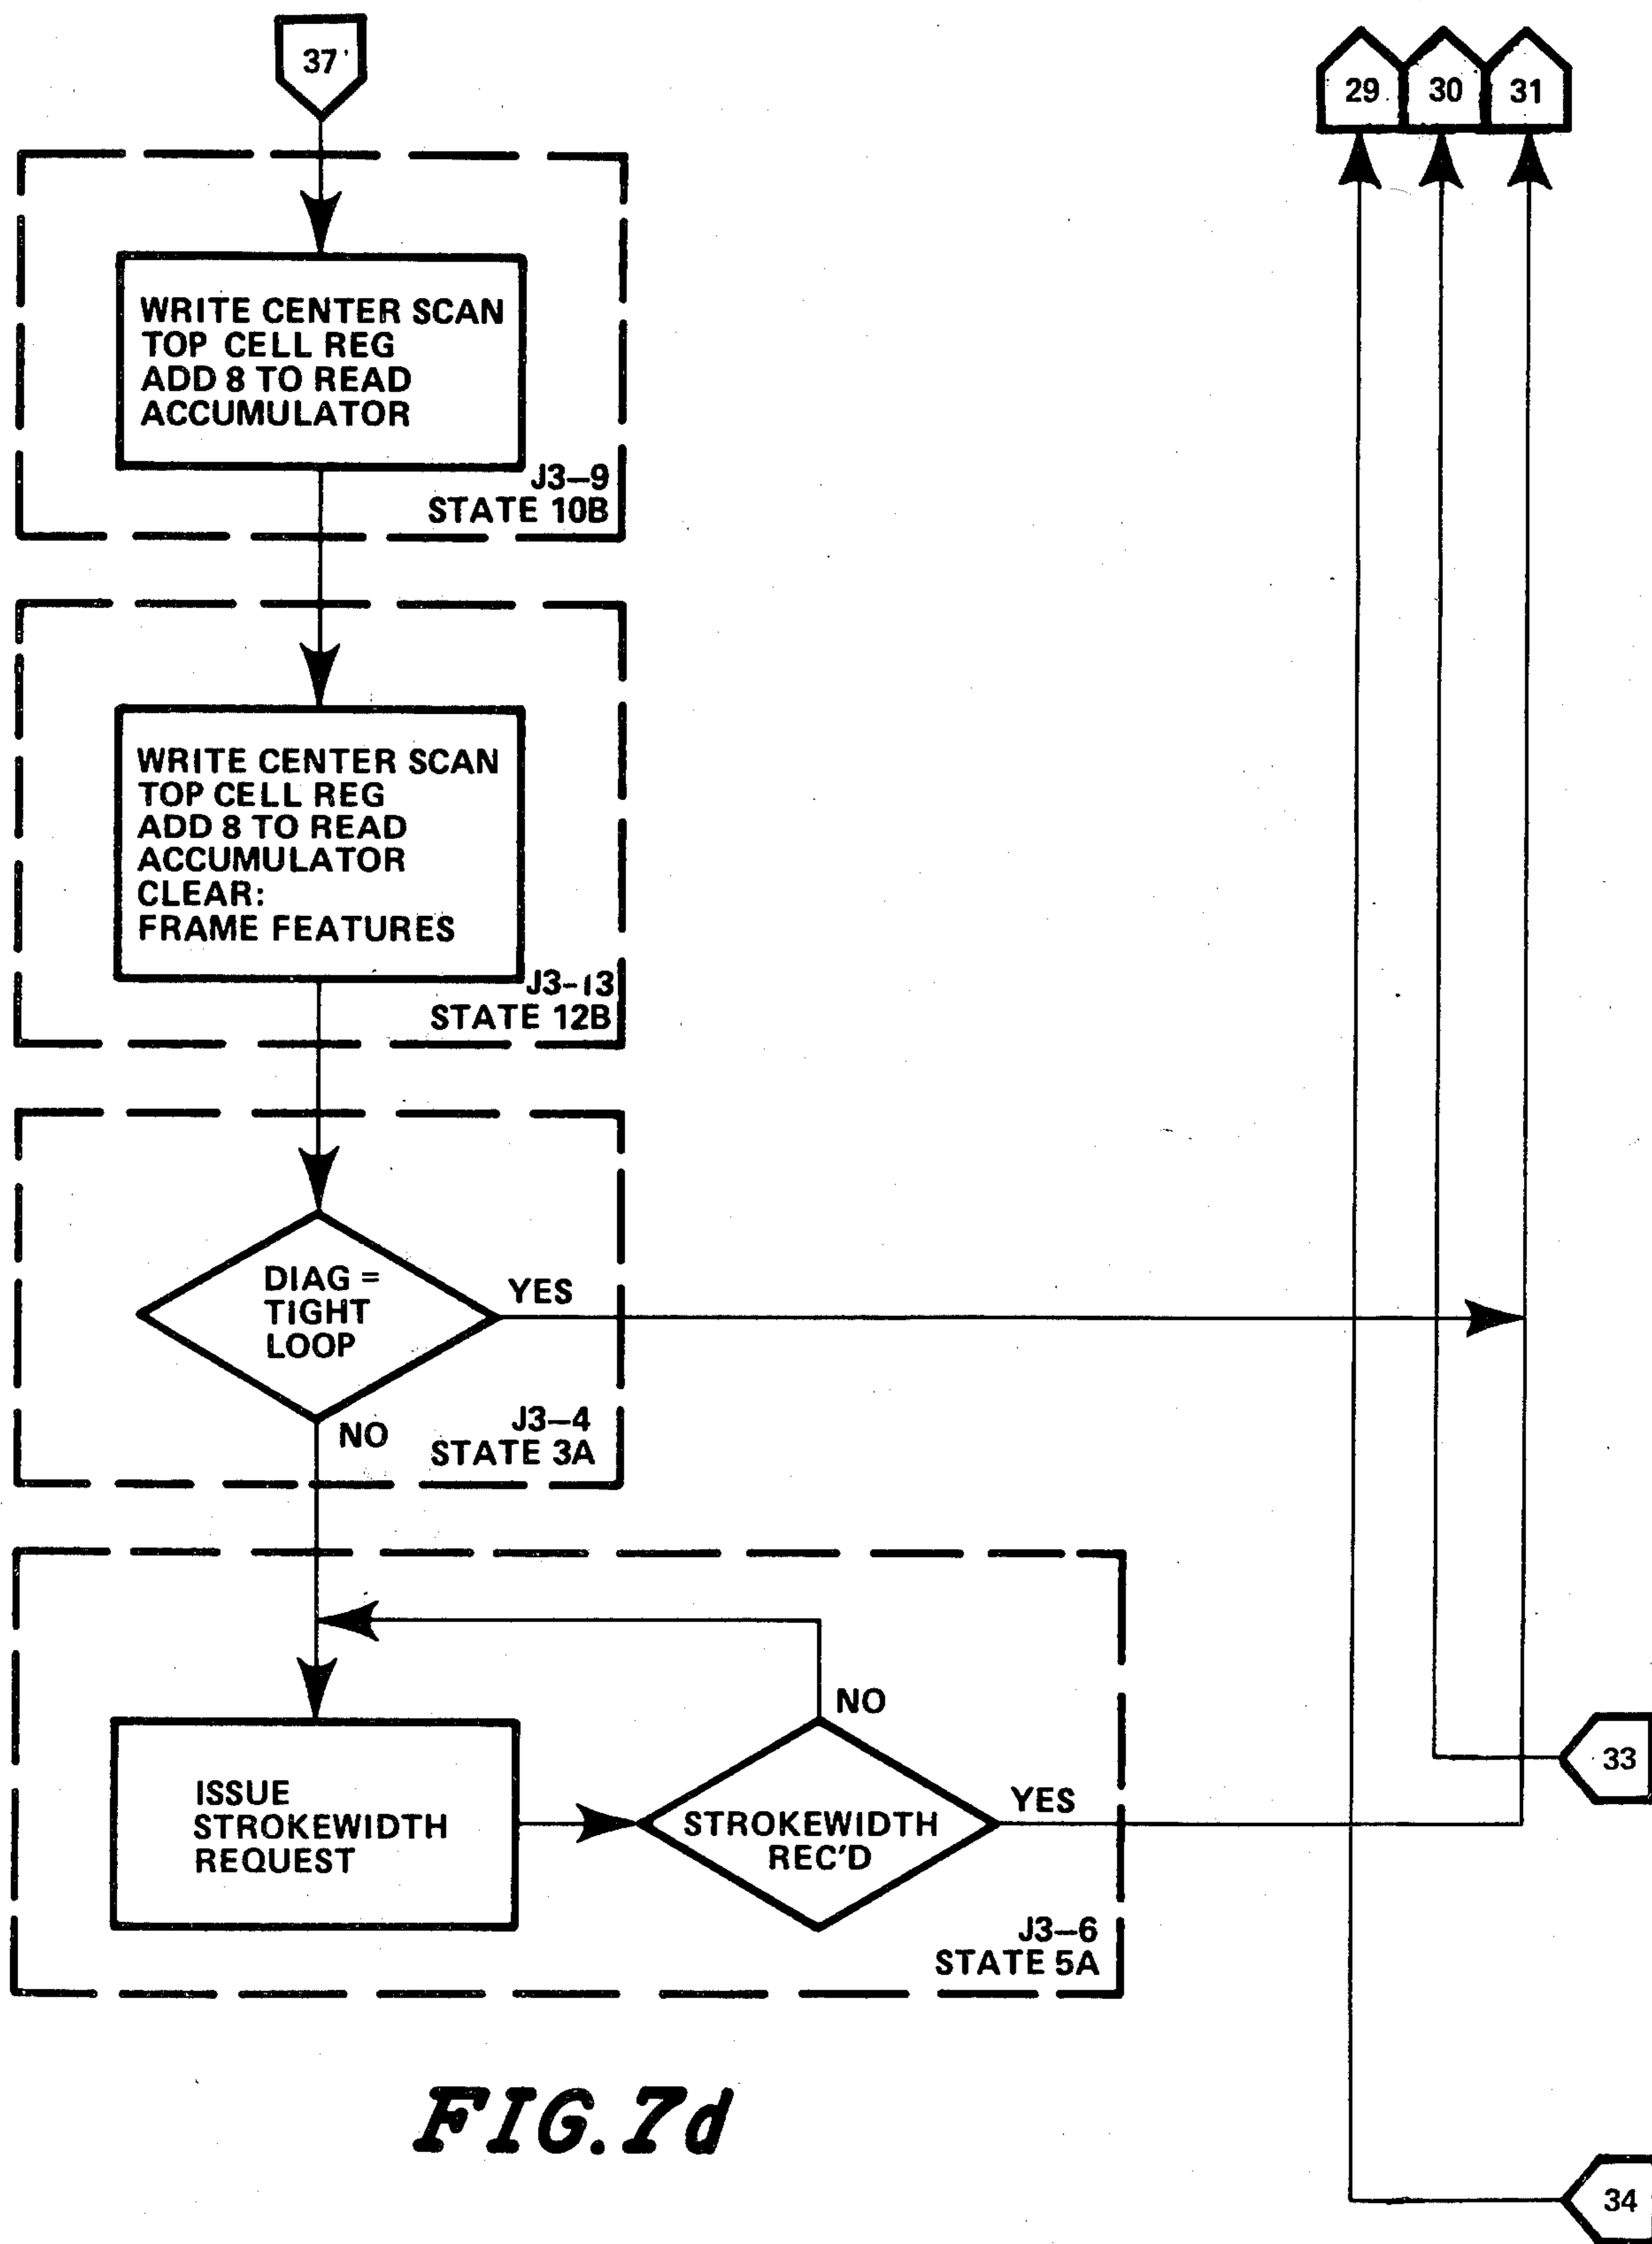 37
29
30
31
WRITE CENTER SCAN
TOP CELL REG
ADD 8 TO READ
ACCUMULATOR
J3-9
STATE 10B
WRITE CENTER SCAN
TOP CELL REG
ADD 8 TO READ
ACCUMULATOR
CLEAR:
FRAME FEATURES
J3-13
STATE 12B
DIAG =
TIGHT
LOOP
YES
NO
J3-4
STATE 3A
NO
ISSUE
STROKEWIDTH
REQUEST
STROKEWIDTH
REC'D
YES
J3-6
STATE 5A
33
FIG. 7d
34